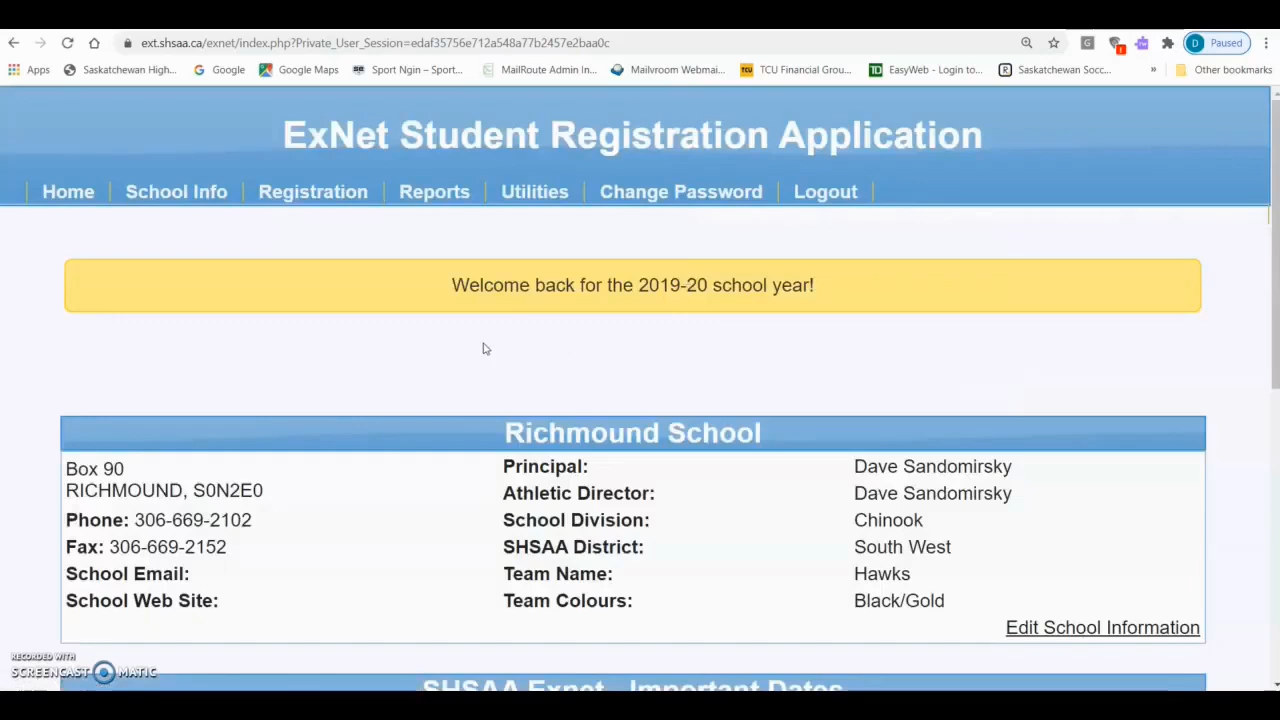 ext.shsaa.ca/exnet/index.php?Private_User_Session=edaf35756e712a548a77b2457e2baa0c
G
1
D Paused
Apps Saskatchewan High... Google Google Maps Sport Ngin – Sport... MailRoute Admin In... Mailvroom Webmai... TCU TCU Financial Grou... TD EasyWeb - Login to... R Saskatchewan Socc... » Other bookmarks
ExNet Student Registration Application
Home School Info Registration Reports Utilities Change Password Logout
Welcome back for the 2019-20 school year!
Richmound School
Box 90
RICHMOUND, S0N2E0
Phone: 306-669-2102
Fax: 306-669-2152
School Email:
School Web Site:
Principal: Dave Sandomirsky
Athletic Director: Dave Sandomirsky
School Division: Chinook
SHSAA District: South West
Team Name: Hawks
Team Colours: Black/Gold
Edit School Information
RECORDED WITH
SCREENCAST MATIC
SHSAA Exnet - Important Dates